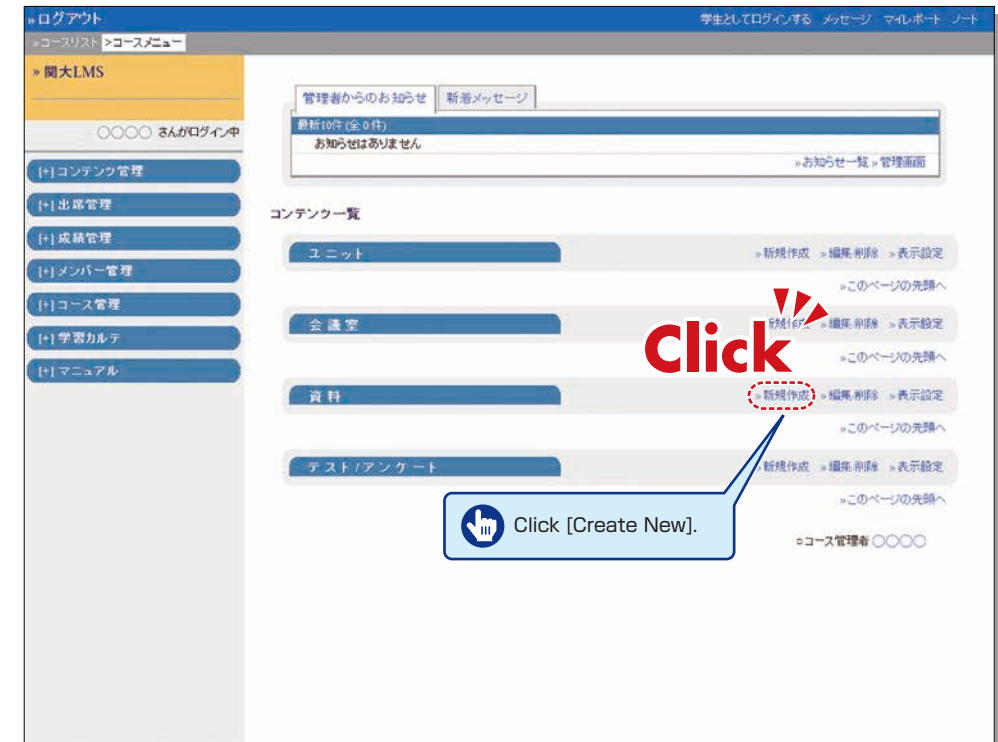 »ログアウト 学生としてログインする メッセージ マイレポート ノート
»コースリスト >コースメニュー
» 関大LMS
〇〇〇〇 さんがログイン中
[+]コンテンツ管理
[+]出席管理
[+]成績管理
[+]メンバー管理
[+]コース管理
[+]学習カルテ
[+]マニュアル
管理者からのお知らせ 新着メッセージ
最新10件(全0件)
お知らせはありません
»お知らせ一覧 »管理画面
コンテンツ一覧
ユニット »新規作成 »編集・削除 »表示設定
»このページの先頭へ
会議室 新規作成 »編集・削除 »表示設定
Click
»このページの先頭へ
資料 »新規作成 »編集・削除 »表示設定
»このページの先頭へ
テスト/アンケート »新規作成 »編集・削除 »表示設定
»このページの先頭へ
Click [Create New].
¤コース管理者〇〇〇〇